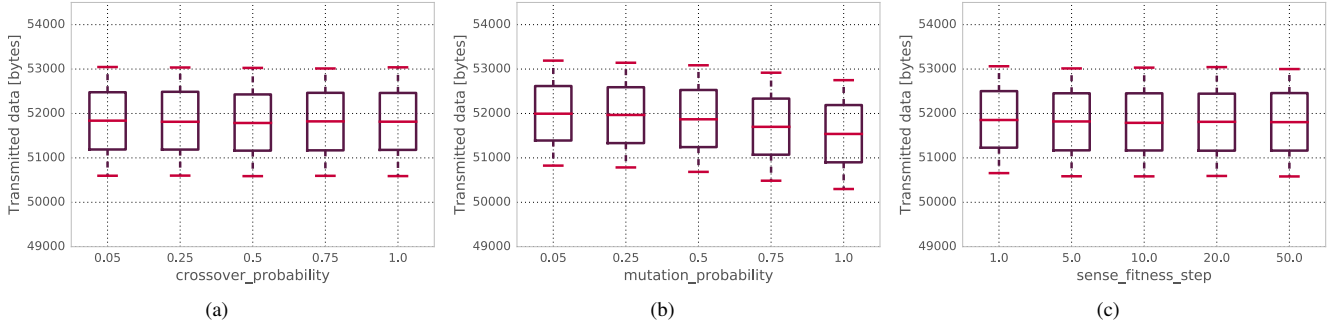 54000
53000
52000
51000
50000
49000
Transmitted data [bytes]
0.05 0.25 0.5 0.75 1.0
crossover_probability
(a)
54000
53000
52000
51000
50000
49000
Transmitted data [bytes]
0.05 0.25 0.5 0.75 1.0
mutation_probability
(b)
54000
53000
52000
51000
50000
49000
Transmitted data [bytes]
1.0 5.0 10.0 20.0 50.0
sense_fitness_step
(c)